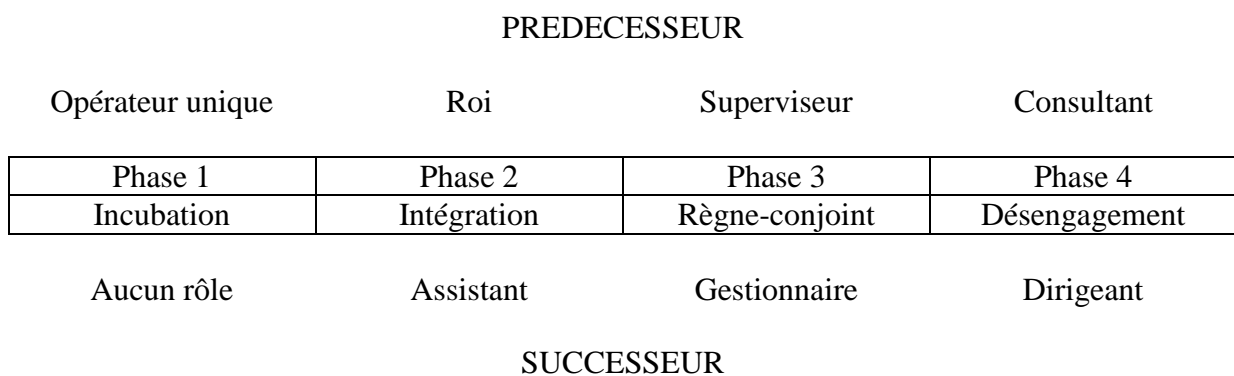 PREDECESSEUR
Opérateur unique Roi Superviseur Consultant
Phase 1 Phase 2 Phase 3 Phase 4
Incubation Intégration Règne-conjoint Désengagement
Aucun rôle Assistant Gestionnaire Dirigeant
SUCCESSEUR